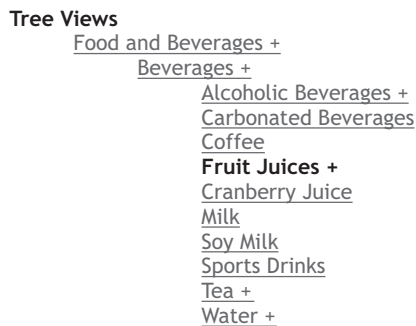 Tree Views
Food and Beverages +
Beverages +
Alcoholic Beverages +
Carbonated Beverages
Coffee
Fruit Juices +
Cranberry Juice
Milk
Soy Milk
Sports Drinks
Tea +
Water +